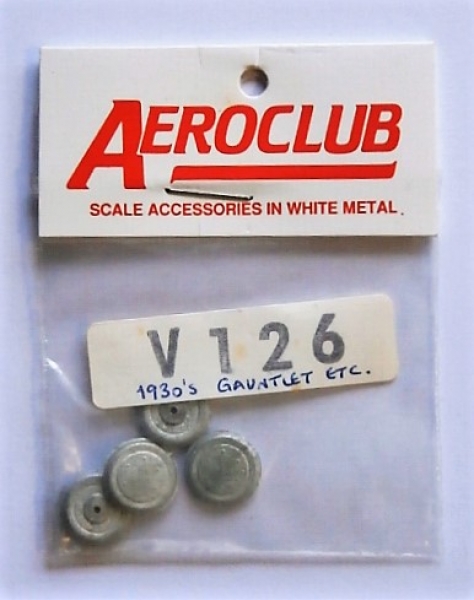 AEROCLUB
SCALE ACCESSORIES IN WHITE METAL.
V126
1930's GAUNTLET ETC.